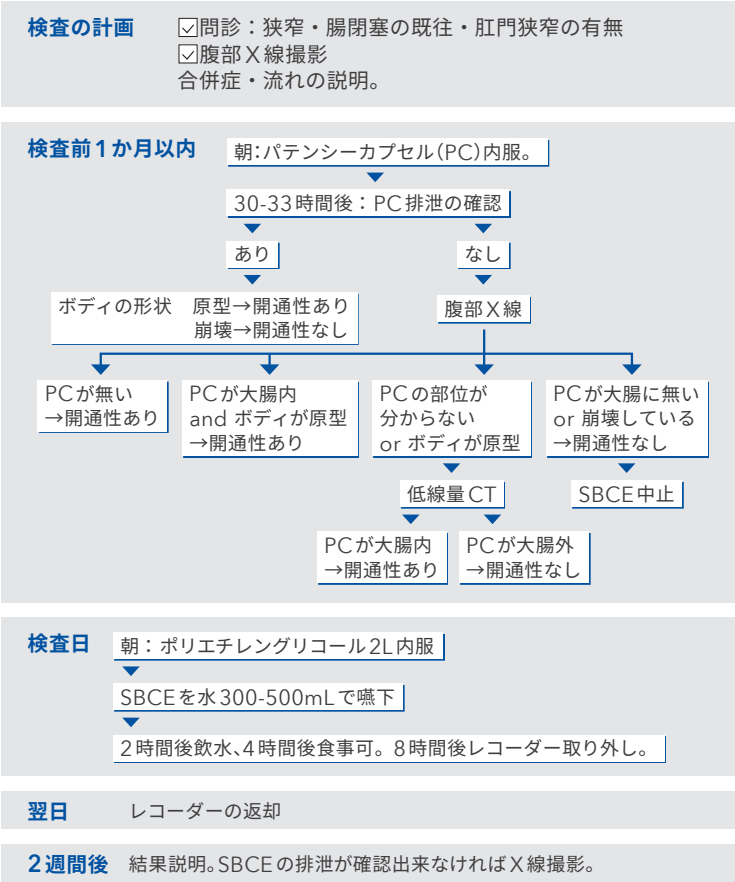 検査の計画 ☑問診：狭窄・腸閉塞の既往・肛門狭窄の有無
☑腹部X線撮影
合併症・流れの説明。
検査前1か月以内 朝：パテンシーカプセル（PC）内服。
30-33時間後：PC排泄の確認
あり なし
ボディの形状 原型→開通性あり
崩壊→開通性なし
腹部X線
PCが無い
→開通性あり
PCが大腸内
and ボディが原型
→開通性あり
PCの部位が
分からない
or ボディが原型
PCが大腸に無い
or 崩壊している
→開通性なし
低線量CT SBCE中止
PCが大腸内
→開通性あり
PCが大腸外
→開通性なし
検査日 朝：ポリエチレングリコール2L内服
SBCEを水300-500mLで嚥下
2時間後飲水、4時間後食事可。8時間後レコーダー取り外し。
翌日 レコーダーの返却
2週間後 結果説明。SBCEの排泄が確認出来なければX線撮影。